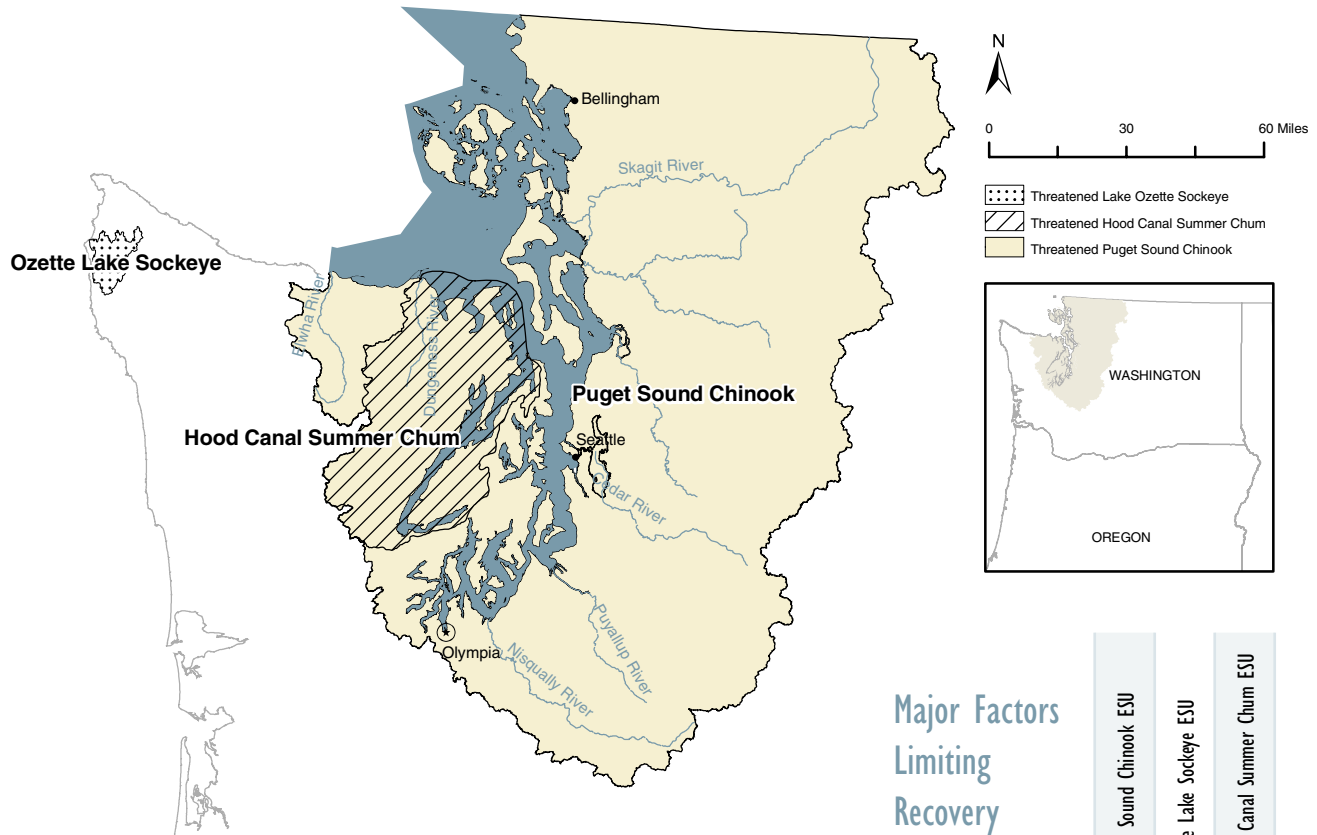 Bellingham
N
0 30 60 Miles
Skagit River
Threatened Lake Ozette Sockeye
Threatened Hood Canal Summer Chum
Threatened Puget Sound Chinook
Ozette Lake Sockeye
Elwha River
Dungeness River
Puget Sound Chinook
Hood Canal Summer Chum
Seattle
Cedar River
WASHINGTON
OREGON
Olympia
Nisqually River
Puyallup River
Major Factors
Limiting
Recovery
Sound Chinook ESU
Lake Sockeye ESU
Canal Summer Chum ESU